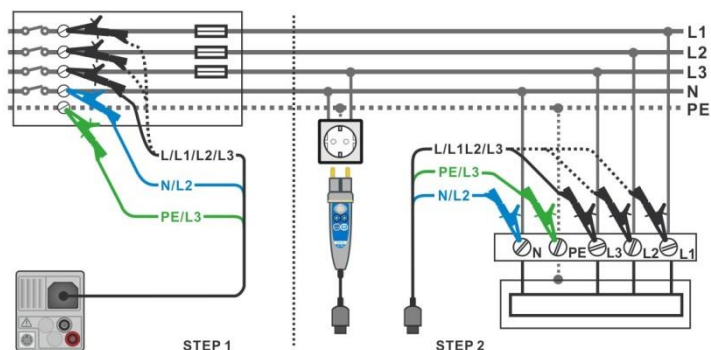 L1
L2
L3
N
PE
L/L1/L2/L3
N/L2
PE/L3
L/L1L2/L3
PE/L3
N/L2
N PE L3 L2 L1
STEP 1
STEP 2